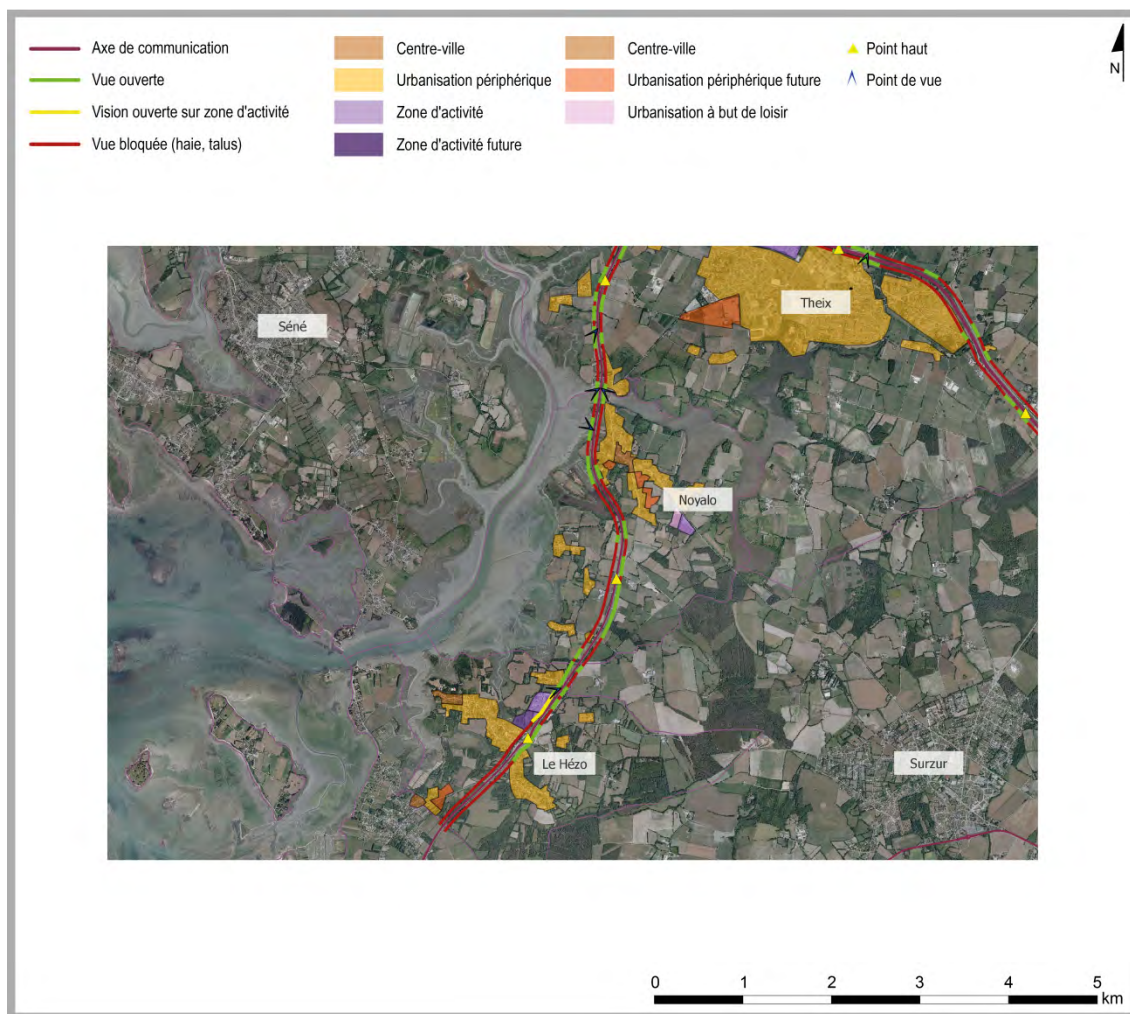 Axe de communication
Vue ouverte
Vision ouverte sur zone d'activité
Vue bloquée (haie, talus)
Centre-ville
Urbanisation périphérique
Zone d'activité
Zone d'activité future
Centre-ville
Urbanisation périphérique future
Urbanisation à but de loisir
Point haut
Point de vue
N
Séné
Theix
Noyalo
Le Hézo
Surzur
0 1 2 3 4 5
km